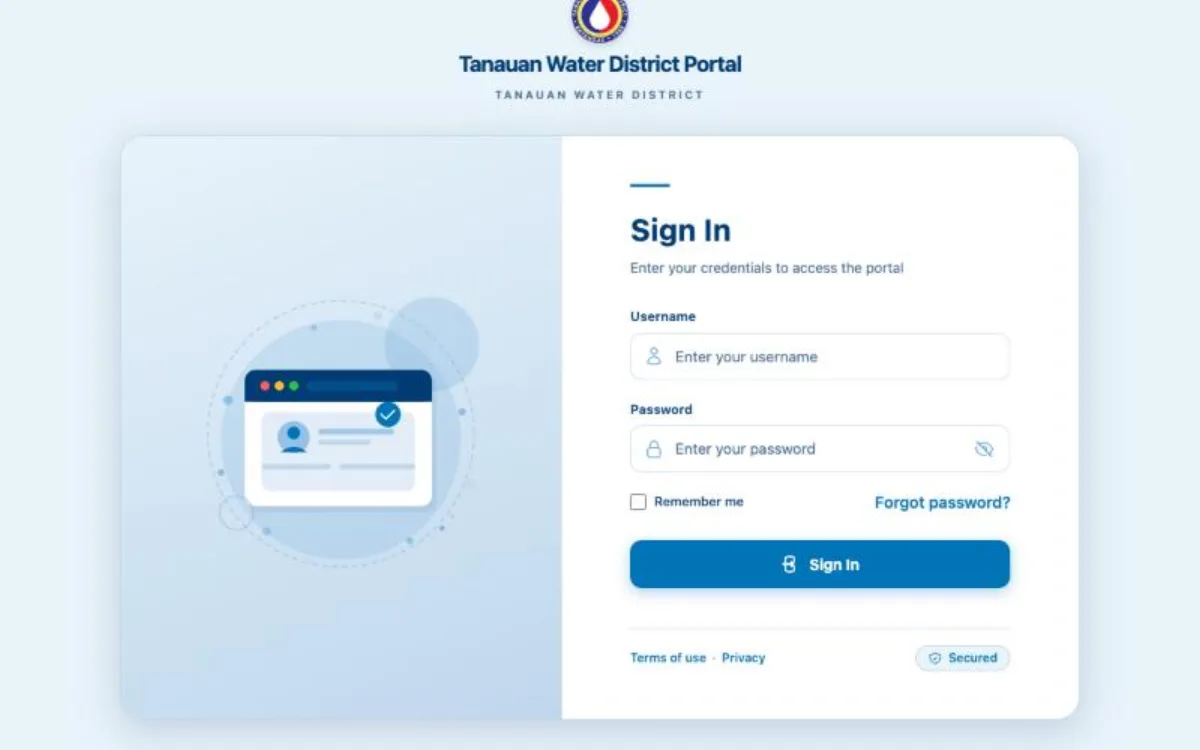 Tanauan Water District Portal
TANAUAN WATER DISTRICT
Sign In
Enter your credentials to access the portal
Username
Enter your username
Password
Enter your password
Remember me
Forgot password?
Sign In
Terms of use · Privacy
Secured